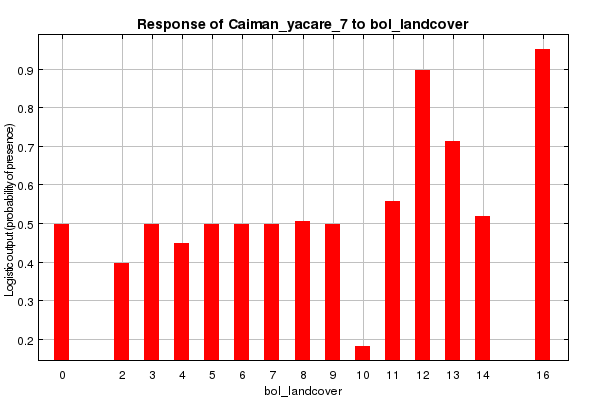 Response of Caiman_yacare_7 to bol_landcover
Logistic output (probability of presence)
0.9
0.8
0.7
0.6
0.5
0.4
0.3
0.2
0 2 3 4 5 6 7 8 9 10 11 12 13 14 16
bol_landcover